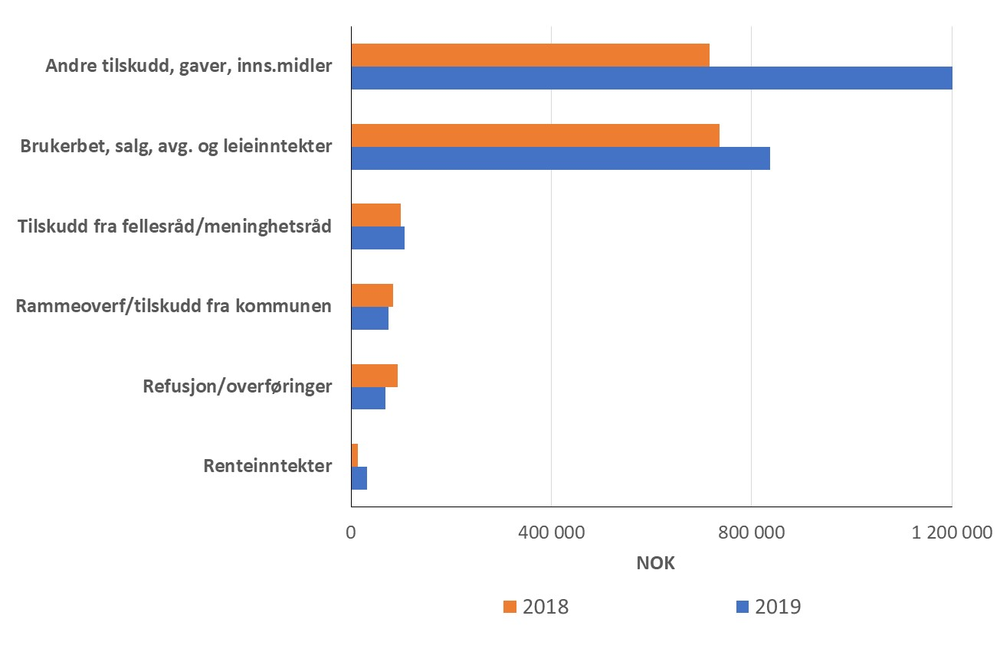 Andre tilskudd, gaver, inns.midler
Brukerbet, salg, avg. og leieinntekter
Tilskudd fra fellesråd/meninghetsråd
Rammeoverf/tilskudd fra kommunen
Refusjon/overføringer
Renteinntekter
0 400 000 800 000 1 200 000
NOK
2018 2019